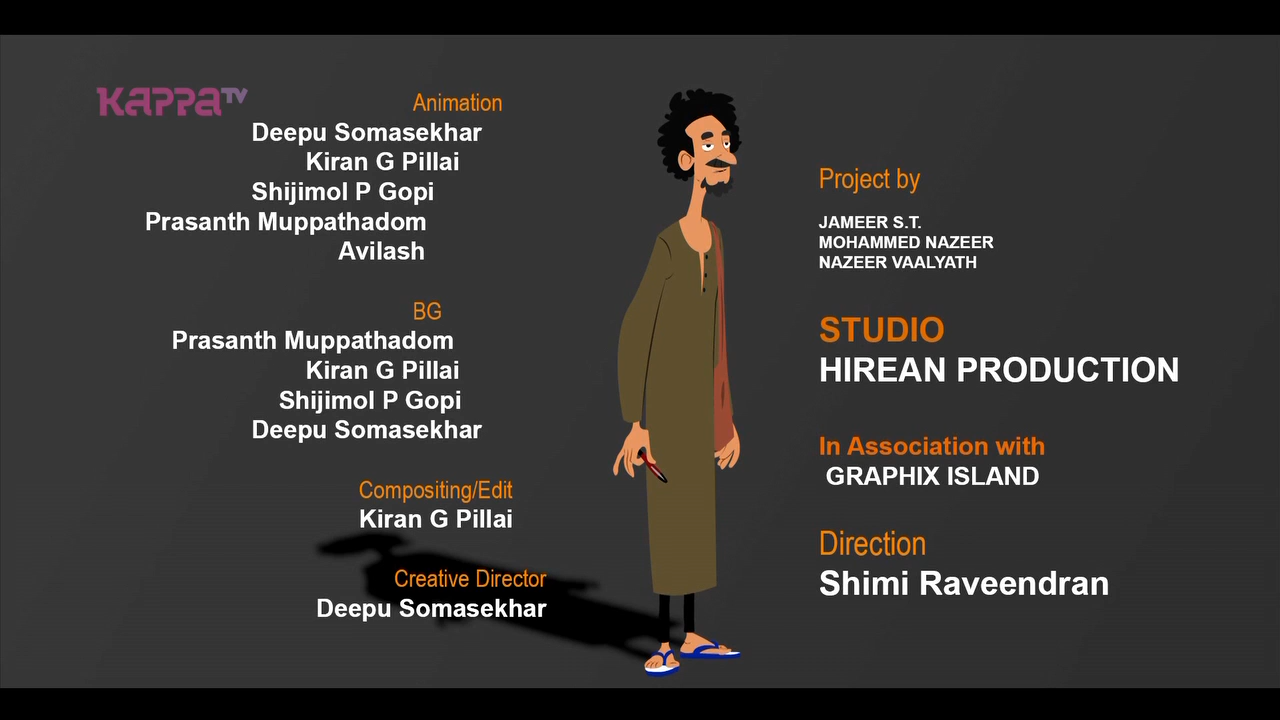 KAPPA TV
Animation
Deepu Somasekhar
Kiran G Pillai
Shijimol P Gopi
Prasanth Muppathadom
Avilash
BG
Prasanth Muppathadom
Kiran G Pillai
Shijimol P Gopi
Deepu Somasekhar
Compositing/Edit
Kiran G Pillai
Creative Director
Deepu Somasekhar
Project by
JAMEER S.T.
MOHAMMED NAZEER
NAZEER VAALYATH
STUDIO
HIREAN PRODUCTION
In Association with
GRAPHIX ISLAND
Direction
Shimi Raveendran